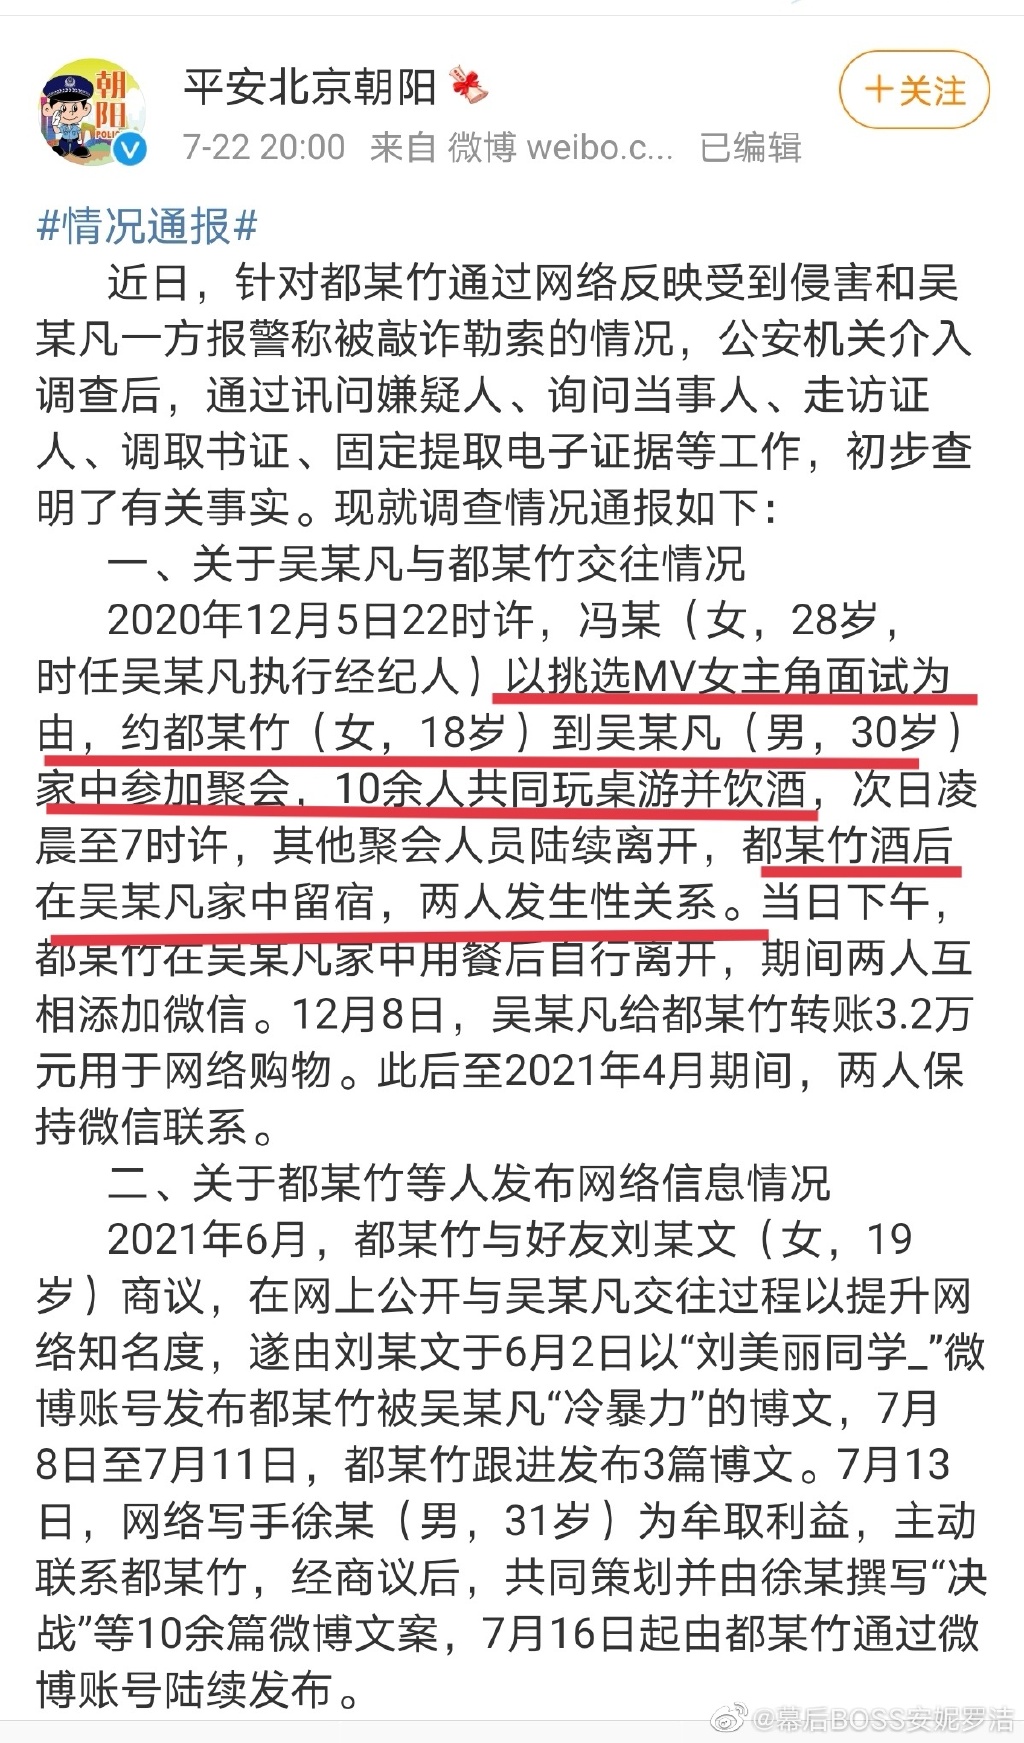 平安北京朝阳
朝
阳
POLICE
+关注
7-22 20:00 来自 微博 weibo.c... 已编辑
#情况通报#
近日，针对都某竹通过网络反映受到侵害和吴
某凡一方报警称被敲诈勒索的情况，公安机关介入
调查后，通过讯问嫌疑人、询问当事人、走访证
人、调取书证、固定提取电子证据等工作，初步查
明了有关事实。现就调查情况通报如下：
一、关于吴某凡与都某竹交往情况
2020年12月5日22时许，冯某（女，28岁，
时任吴某凡执行经纪人）以挑选MV女主角面试为
由，约都某竹（女，18岁）到吴某凡（男，30岁）
家中参加聚会，10余人共同玩桌游并饮酒，次日凌
晨至7时许，其他聚会人员陆续离开，都某竹酒后
在吴某凡家中留宿，两人发生性关系。当日下午，
都某竹在吴某凡家中用餐后自行离开，期间两人互
相添加微信。12月8日，吴某凡给都某竹转账3.2万
元用于网络购物。此后至2021年4月期间，两人保
持微信联系。
二、关于都某竹等人发布网络信息情况
2021年6月，都某竹与好友刘某文（女，19
岁）商议，在网上公开与吴某凡交往过程以提升网
络知名度，遂由刘某文于6月2日以“刘美丽同学_”微
博账号发布都某竹被吴某凡“冷暴力”的博文，7月
8日至7月11日，都某竹跟进发布3篇博文。7月13
日，网络写手徐某（男，31岁）为牟取利益，主动
联系都某竹，经商议后，共同策划并由徐某撰写“决
战”等10余篇微博文案，7月16日起由都某竹通过微
博账号陆续发布。
@幕后BOSS安妮罗洁